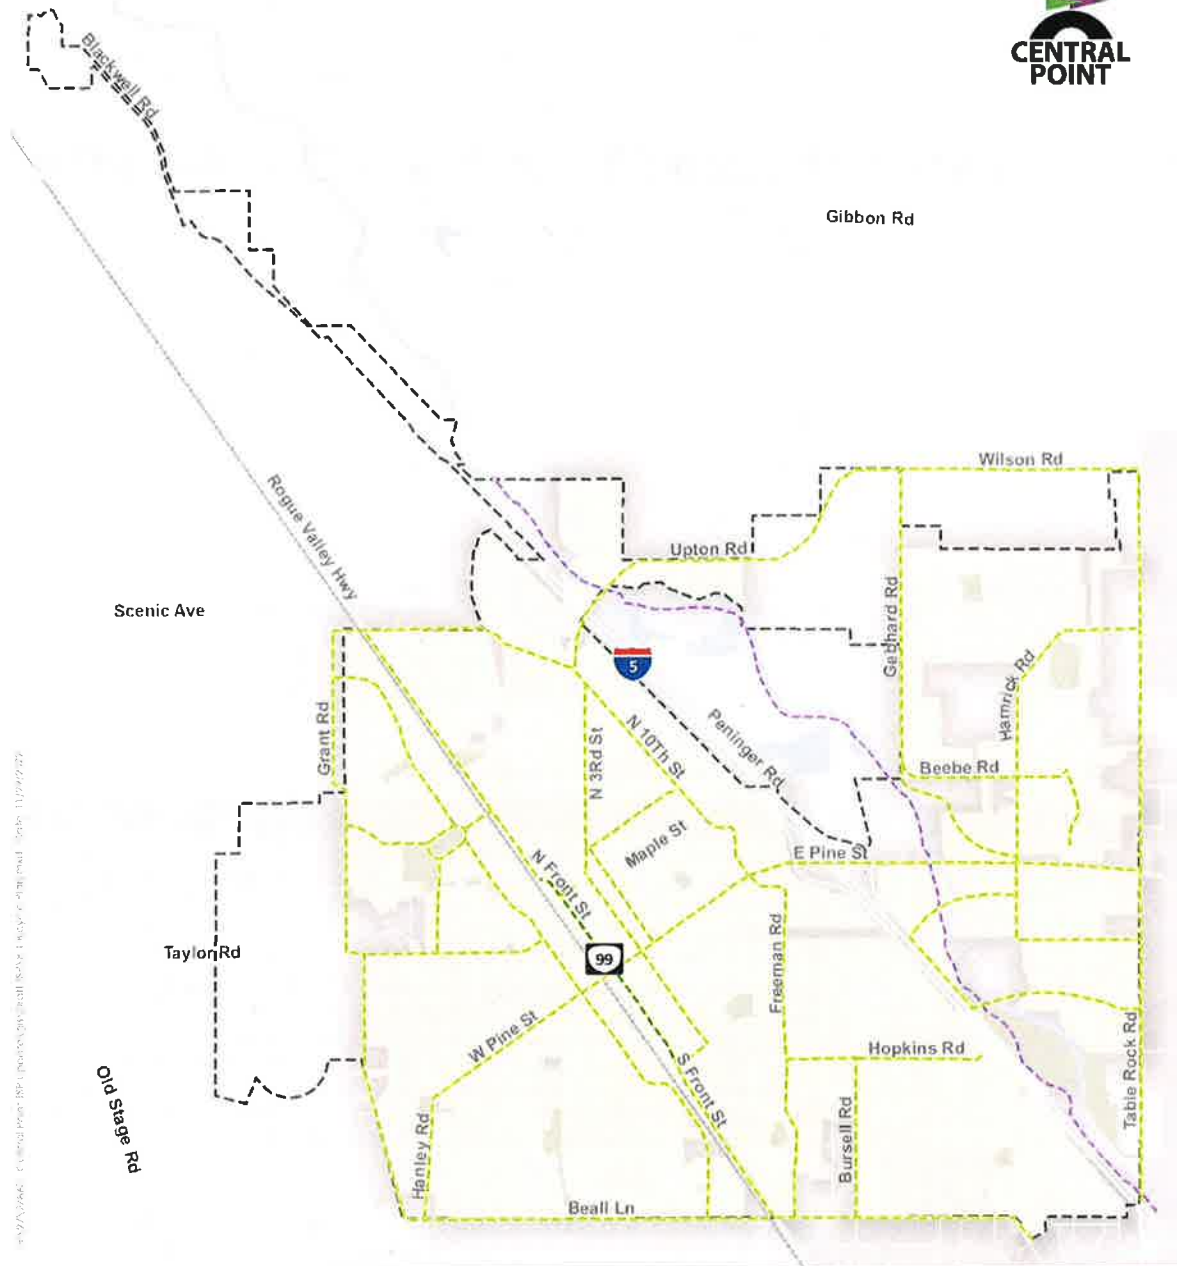 CENTRAL
POINT
Blackwell Rd
Gibbon Rd
Wilson Rd
Rogue Valley Hwy
Upton Rd
Scenic Ave
Gebhard Rd
5
Hamrick Rd
Grant Rd
N 3Rd St
N 10Th St
Peninger Rd
Beebe Rd
Maple St
E Pine St
N Front St
Taylor Rd
99
Freeman Rd
W Pine St
Hopkins Rd
Table Rock Rd
S Front St
Old Stage Rd
Hanley Rd
Bursell Rd
Beall Ln